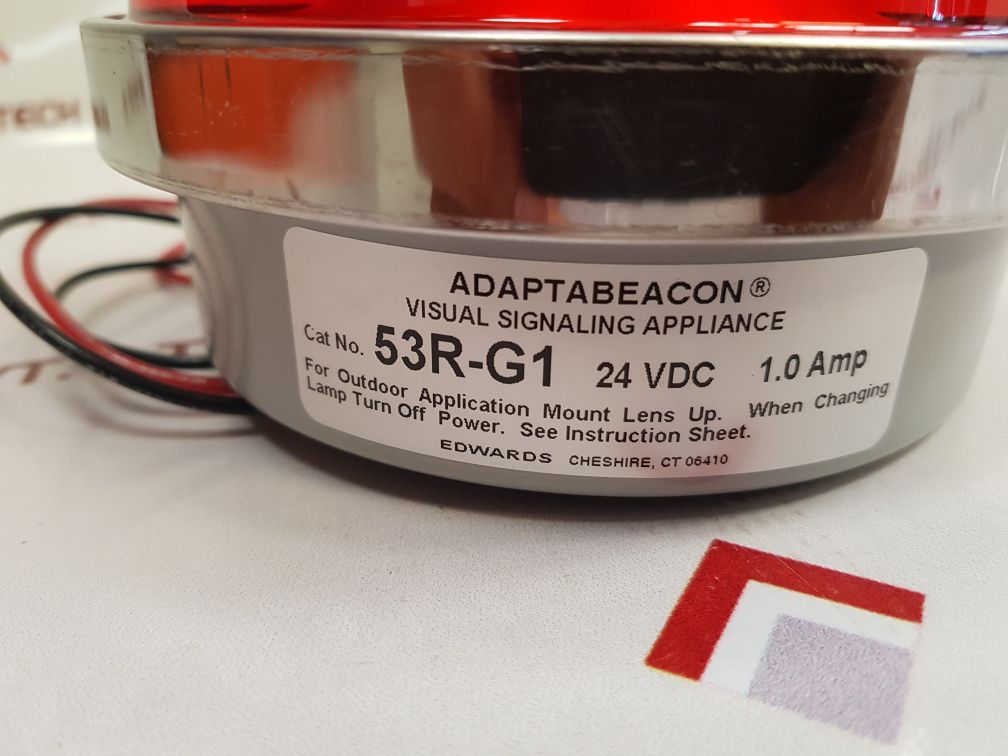 TECH
ADAPTABEACON®
VISUAL SIGNALING APPLIANCE
Cat No. 53R-G1 24 VDC 1.0 Amp
For Outdoor Application Mount Lens Up. When Changing
Lamp Turn Off Power. See Instruction Sheet.
EDWARDS CHESHIRE, CT 06410